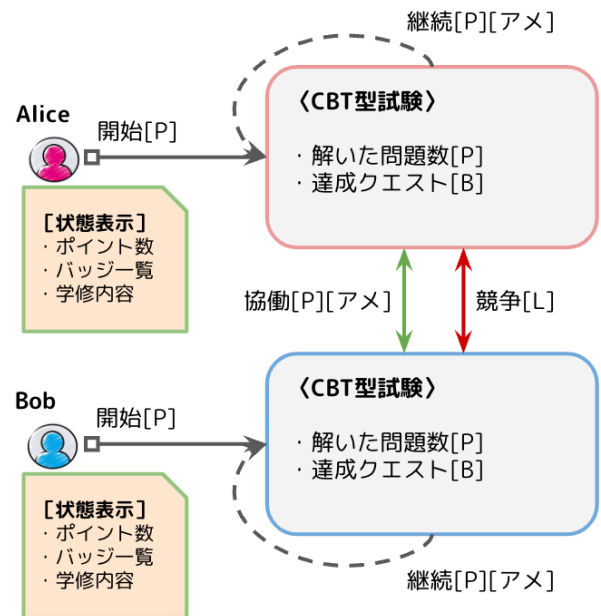 継続[P][アメ]
〈CBT型試験〉
Alice
開始[P]
・解いた問題数[P]
・達成クエスト[B]
［状態表示］
・ポイント数
・バッジ一覧
・学修内容
協働[P][アメ]
競争[L]
〈CBT型試験〉
Bob
開始[P]
・解いた問題数[P]
・達成クエスト[B]
［状態表示］
・ポイント数
・バッジ一覧
・学修内容
継続[P][アメ]